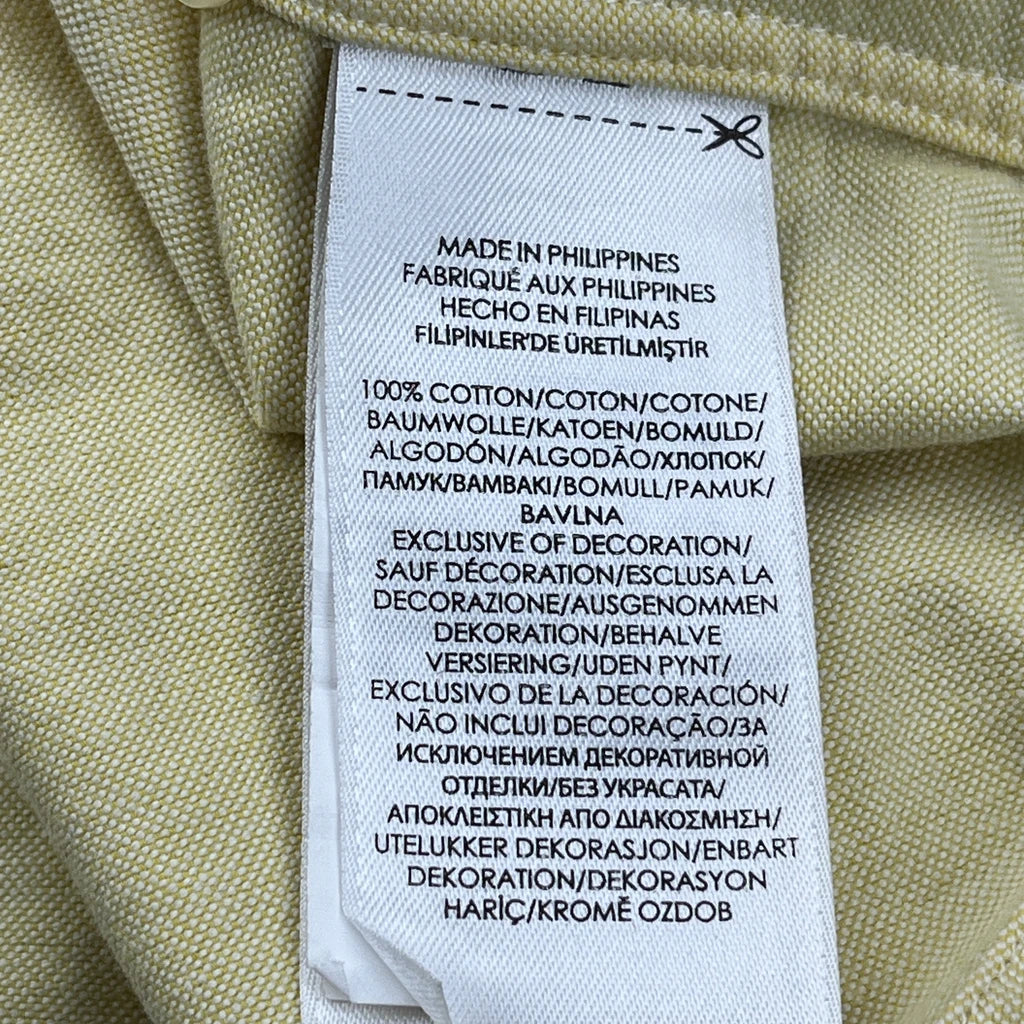 MADE IN PHILIPPINES
FABRIQUÉ AUX PHILIPPINES
HECHO EN FILIPINAS
FİLİPİNLER'DE ÜRETİLMİŞTİR
100% COTTON/COTON/COTONE/
BAUMWOLLE/KATOEN/BOMULD/
ALGODÓN/ALGODÃO/ХЛОПОК/
ПАМУК/ΒΑΜΒΑΚΙ/BOMULL/PAMUK/
BAVLNA
EXCLUSIVE OF DECORATION/
SAUF DÉCORATION/ESCLUSA LA
DECORAZIONE/AUSGENOMMEN
DEKORATION/BEHALVE
VERSIERING/UDEN PYNT/
EXCLUSIVO DE LA DECORACIÓN/
NÃO INCLUI DECORAÇÃO/ЗА
ИСКЛЮЧЕНИЕМ ДЕКОРАТИВНОЙ
ОТДЕЛКИ/БЕЗ УКРАСАТА/
ΑΠΟΚΛΕΙΣΤΙΚΗ ΑΠΟ ΔΙΑΚΟΣΜΗΣΗ/
UTELUKKER DEKORASJON/ENBART
DEKORATION/DEKORASYON
HARİÇ/KROMĚ OZDOB